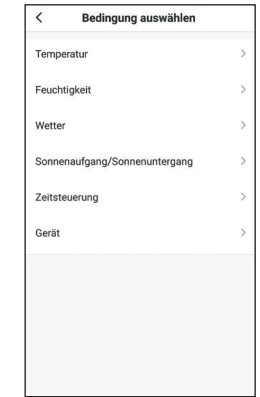 Bedingung auswählen
Temperatur
Feuchtigkeit
Wetter
Sonnenaufgang/Sonnenuntergang
Zeitsteuerung
Gerät